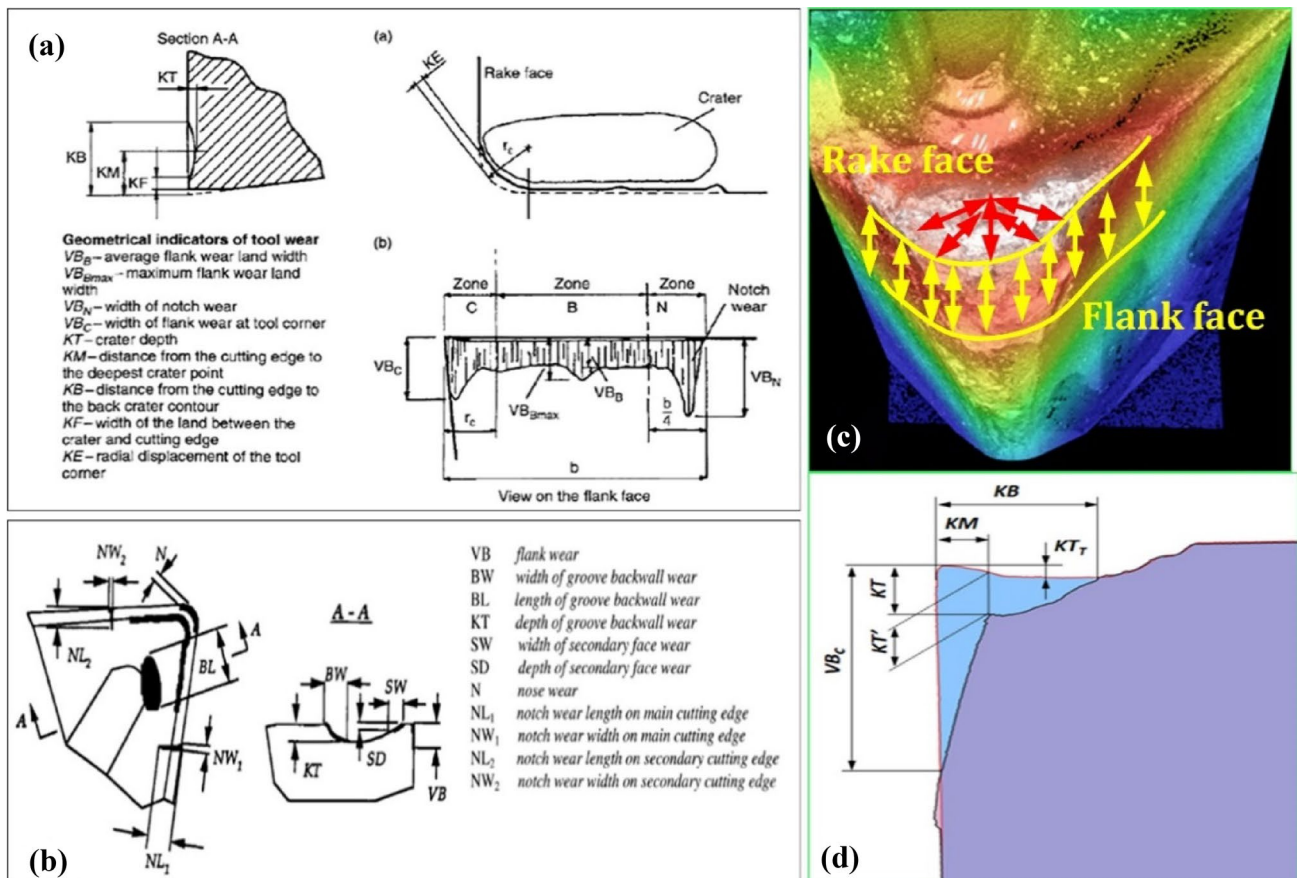 (a)
Section A-A
KT
KB
KM
KF
Geometrical indicators of tool wear
VB_B – average flank wear land width
VB_Bmax – maximum flank wear land
width
VB_N – width of notch wear
VB_C – width of flank wear at tool corner
KT – crater depth
KM – distance from the cutting edge to
the deepest crater point
KB – distance from the cutting edge to
the back crater contour
KF – width of the land between the
crater and cutting edge
KE – radial displacement of the tool
corner
(a)
KE
Rake face
Crater
r_c
(b)
Zone Zone Zone
C B N
Notch
wear
VB_C
VB_Bmax
VB_B
VB_N
r_c
b/4
b
View on the flank face
(b)
NW_2
N
A
NL_2
BL
A
NW_1
NL_1
A - A
BW
SW
KT
SD
VB
VB flank wear
BW width of groove backwall wear
BL length of groove backwall wear
KT depth of groove backwall wear
SW width of secondary face wear
SD depth of secondary face wear
N nose wear
NL_1 notch wear length on main cutting edge
NW_1 notch wear width on main cutting edge
NL_2 notch wear length on secondary cutting edge
NW_2 notch wear width on secondary cutting edge
(c)
Rake face
Flank face
(d)
KB
KM
KT_T
KT
KT'
VB_C